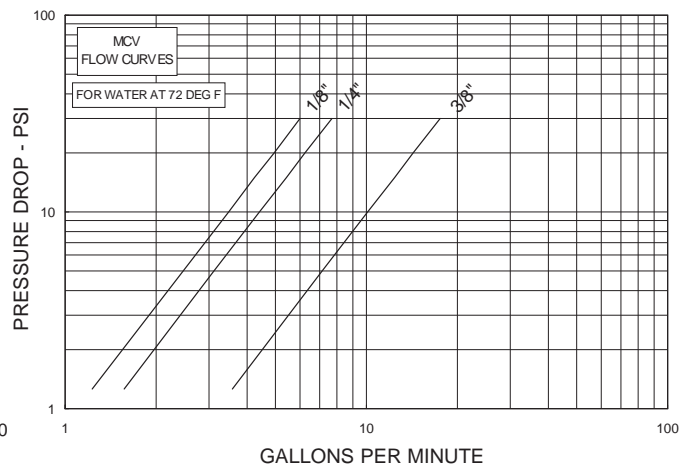 100
MCV
FLOW CURVES
FOR WATER AT 72 DEG F
1/8"
1/4"
3/8"
PRESSURE DROP - PSI
10
1
0
1
10
100
GALLONS PER MINUTE